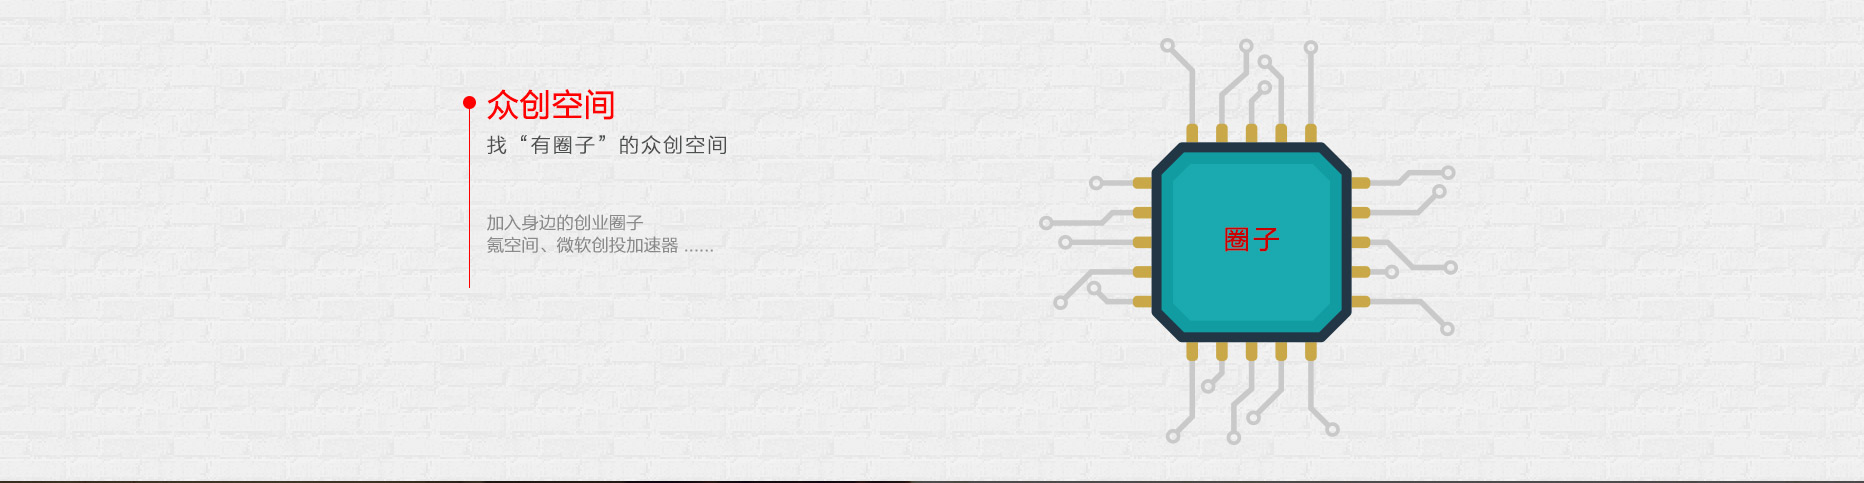 众创空间
找“有圈子”的众创空间
加入身边的创业圈子
氪空间、微软创投加速器 ......
圈子